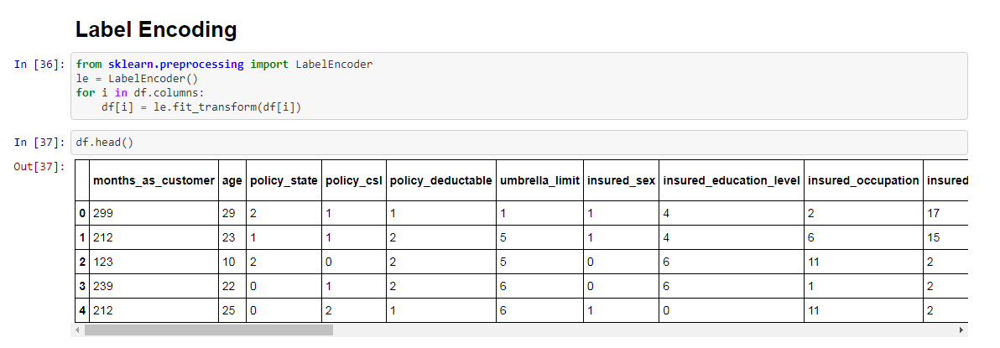 Label Encoding
In [36]: from sklearn.preprocessing import LabelEncoder
le = LabelEncoder()
for i in df.columns:
    df[i] = le.fit_transform(df[i])
In [37]: df.head()
Out[37]:
months_as_customer age policy_state policy_csl policy_deductable umbrella_limit insured_sex insured_education_level insured_occupation insured
0 299 29 2 1 1 1 1 4 2 17
1 212 23 1 1 2 5 1 4 6 15
2 123 10 2 0 2 5 0 6 11 2
3 239 22 0 1 2 6 0 6 1 2
4 212 25 0 2 1 6 1 0 11 2